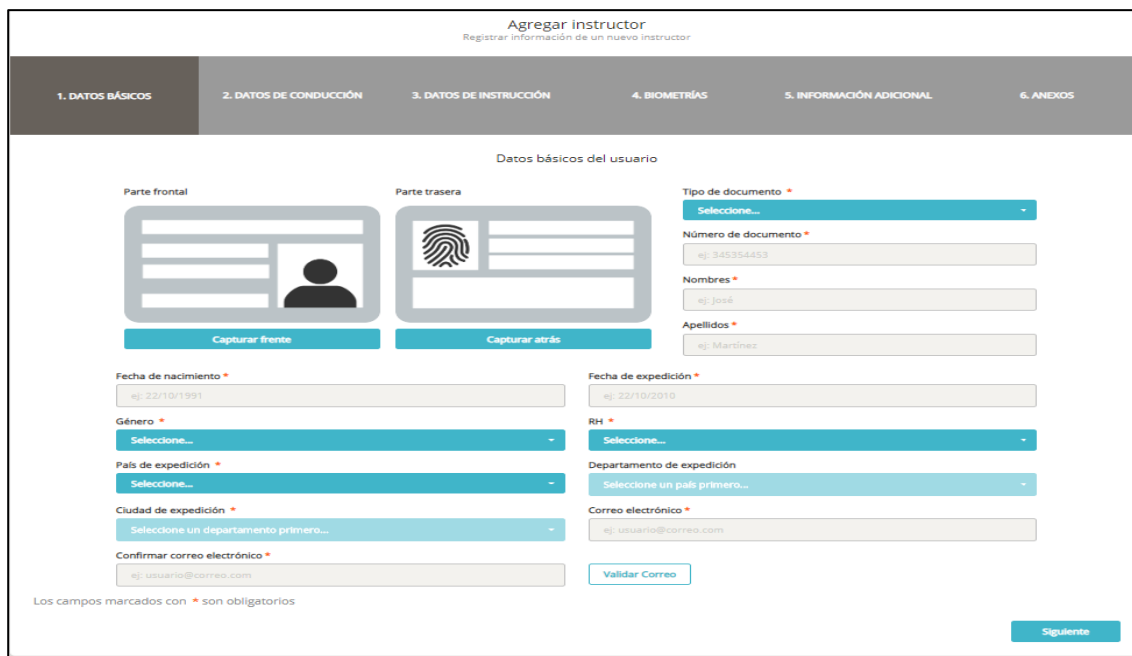 Agregar instructor
Registrar información de un nuevo instructor
1. DATOS BÁSICOS
2. DATOS DE CONDUCCIÓN
3. DATOS DE INSTRUCCIÓN
4. BIOMETRÍAS
5. INFORMACIÓN ADICIONAL
6. ANEXOS
Datos básicos del usuario
Parte frontal
Capturar frente
Parte trasera
Capturar atrás
Tipo de documento *
Seleccione...
Número de documento *
ej: 345354453
Nombres *
ej: José
Apellidos *
ej: Martínez
Fecha de nacimiento *
ej: 22/10/1991
Fecha de expedición *
ej: 22/10/2010
Género *
Seleccione...
RH *
Seleccione...
País de expedición *
Seleccione...
Departamento de expedición
Seleccione un país primero...
Ciudad de expedición *
Seleccione un departamento primero...
Correo electrónico *
ej: usuario@correo.com
Confirmar correo electrónico *
ej: usuario@correo.com
Validar Correo
Los campos marcados con * son obligatorios
Siguiente